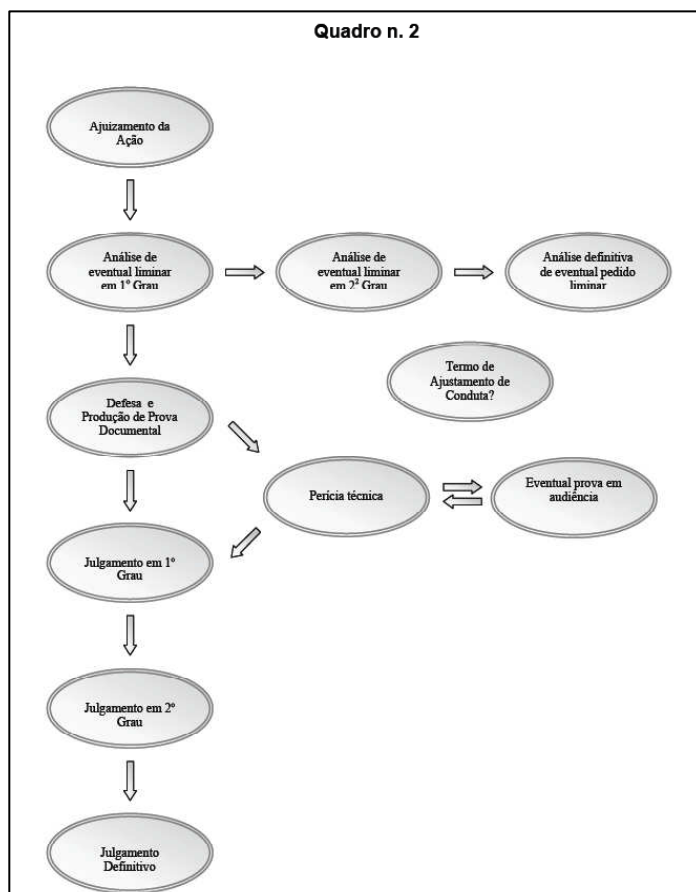 Quadro n. 2
Ajuizamento da
Ação
Análise de
eventual liminar
em 1º Grau
Análise de
eventual liminar
em 2º Grau
Análise definitiva
de eventual pedido
liminar
Termo de
Ajustamento de
Conduta?
Defesa e
Produção de Prova
Documental
Perícia técnica
Eventual prova em
audiência
Julgamento em 1º
Grau
Julgamento em 2º
Grau
Julgamento
Definitivo